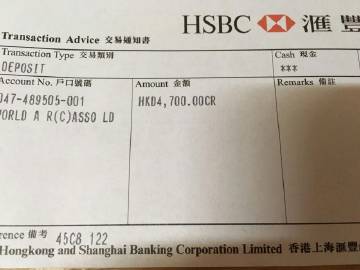 HSBC 滙豐
Transaction Advice 交易通知書
Transaction Type 交易類別 Cash 現金
DEPOSIT ***
Account No. 戶口號碼 Amount 金額 Remarks 備註
047-489505-001 HKD4,700.00CR
WORLD A R(C)ASSO LD
rence 備考 45C8 122
Hongkong and Shanghai Banking Corporation Limited 香港上海滙豐